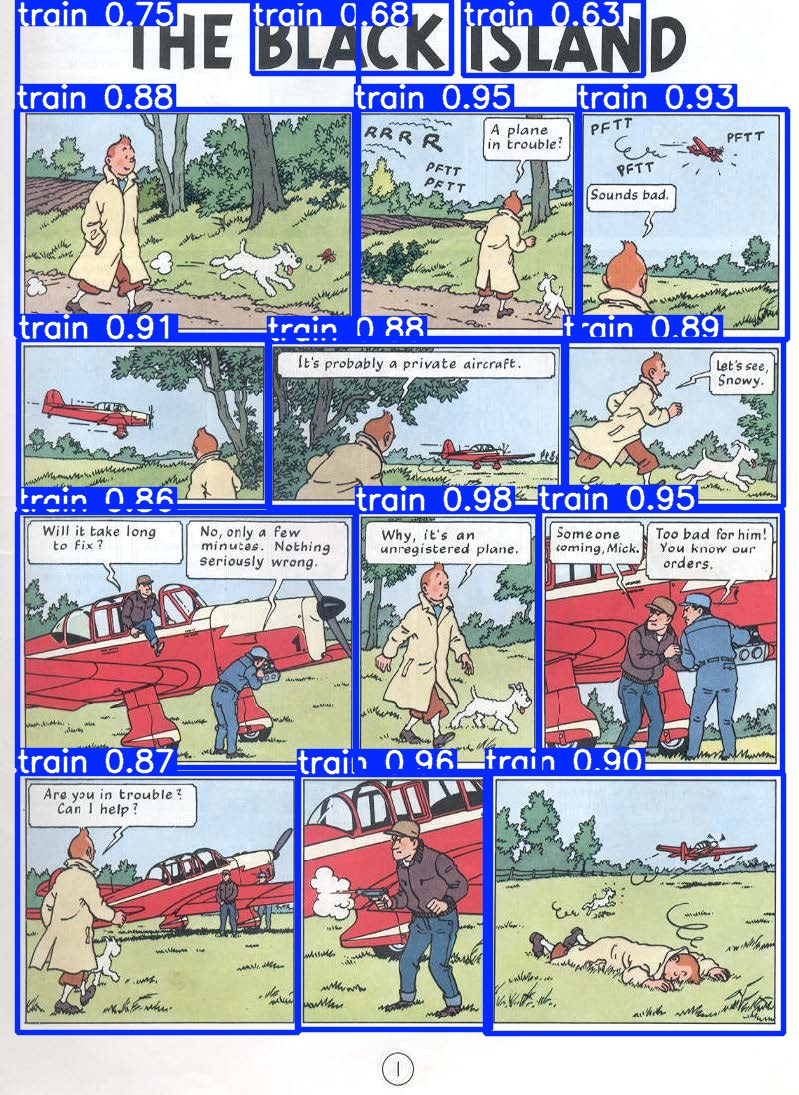 train 0.75
train 0.68
train 0.63
THE BLACK ISLAND
train 0.88
train 0.95
train 0.93
RRRR
PFTT
PFTT
A plane
in trouble?
PFTT
PFTT
PFTT
Sounds bad.
train 0.91
train 0.88
train 0.89
It's probably a private aircraft.
Let's see,
Snowy.
train 0.86
train 0.98
train 0.95
Will it take long
to fix?
No, only a few
minutes. Nothing
seriously wrong.
Why, it's an
unregistered plane.
Someone
coming, Mick.
Too bad for him!
You know our
orders.
train 0.87
train 0.96
train 0.90
Are you in trouble?
Can I help?
1